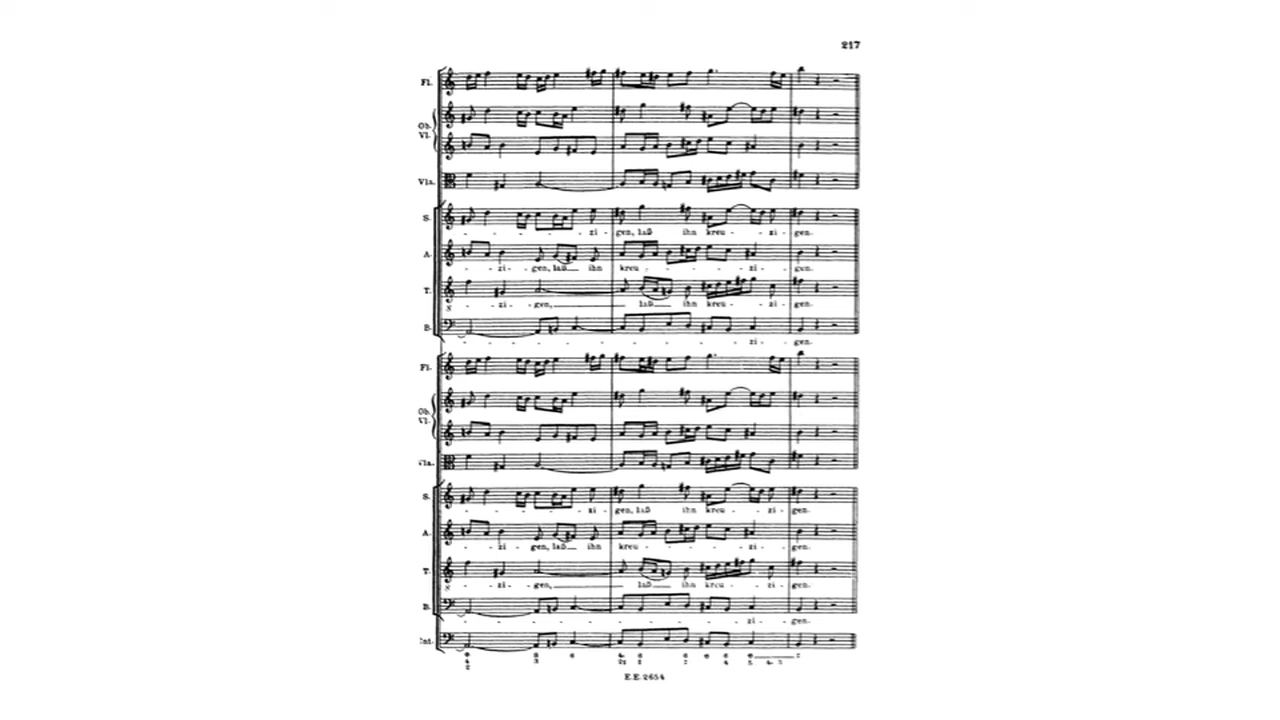 217
Fl.
Ob.
Vl.
Vla.
S.
- - - - zi - gen, laß ihn kreu - - zi - gen.
A.
- - zi - gen, laß ihn kreu - - - - zi - gen.
T.
8 - - zi - gen, laß ihn kreu - - zi - gen.
B.
- - - - - - - zi - gen.
Fl.
Ob.
Vl.
Vla.
S.
- - - - zi - gen, laß ihn kreu - - zi - gen.
A.
- - zi - gen, laß ihn kreu - - - - zi - gen.
T.
8 - - zi - gen, laß ihn kreu - - zi - gen.
B.
- - - - - - - zi - gen.
E.E. 2654